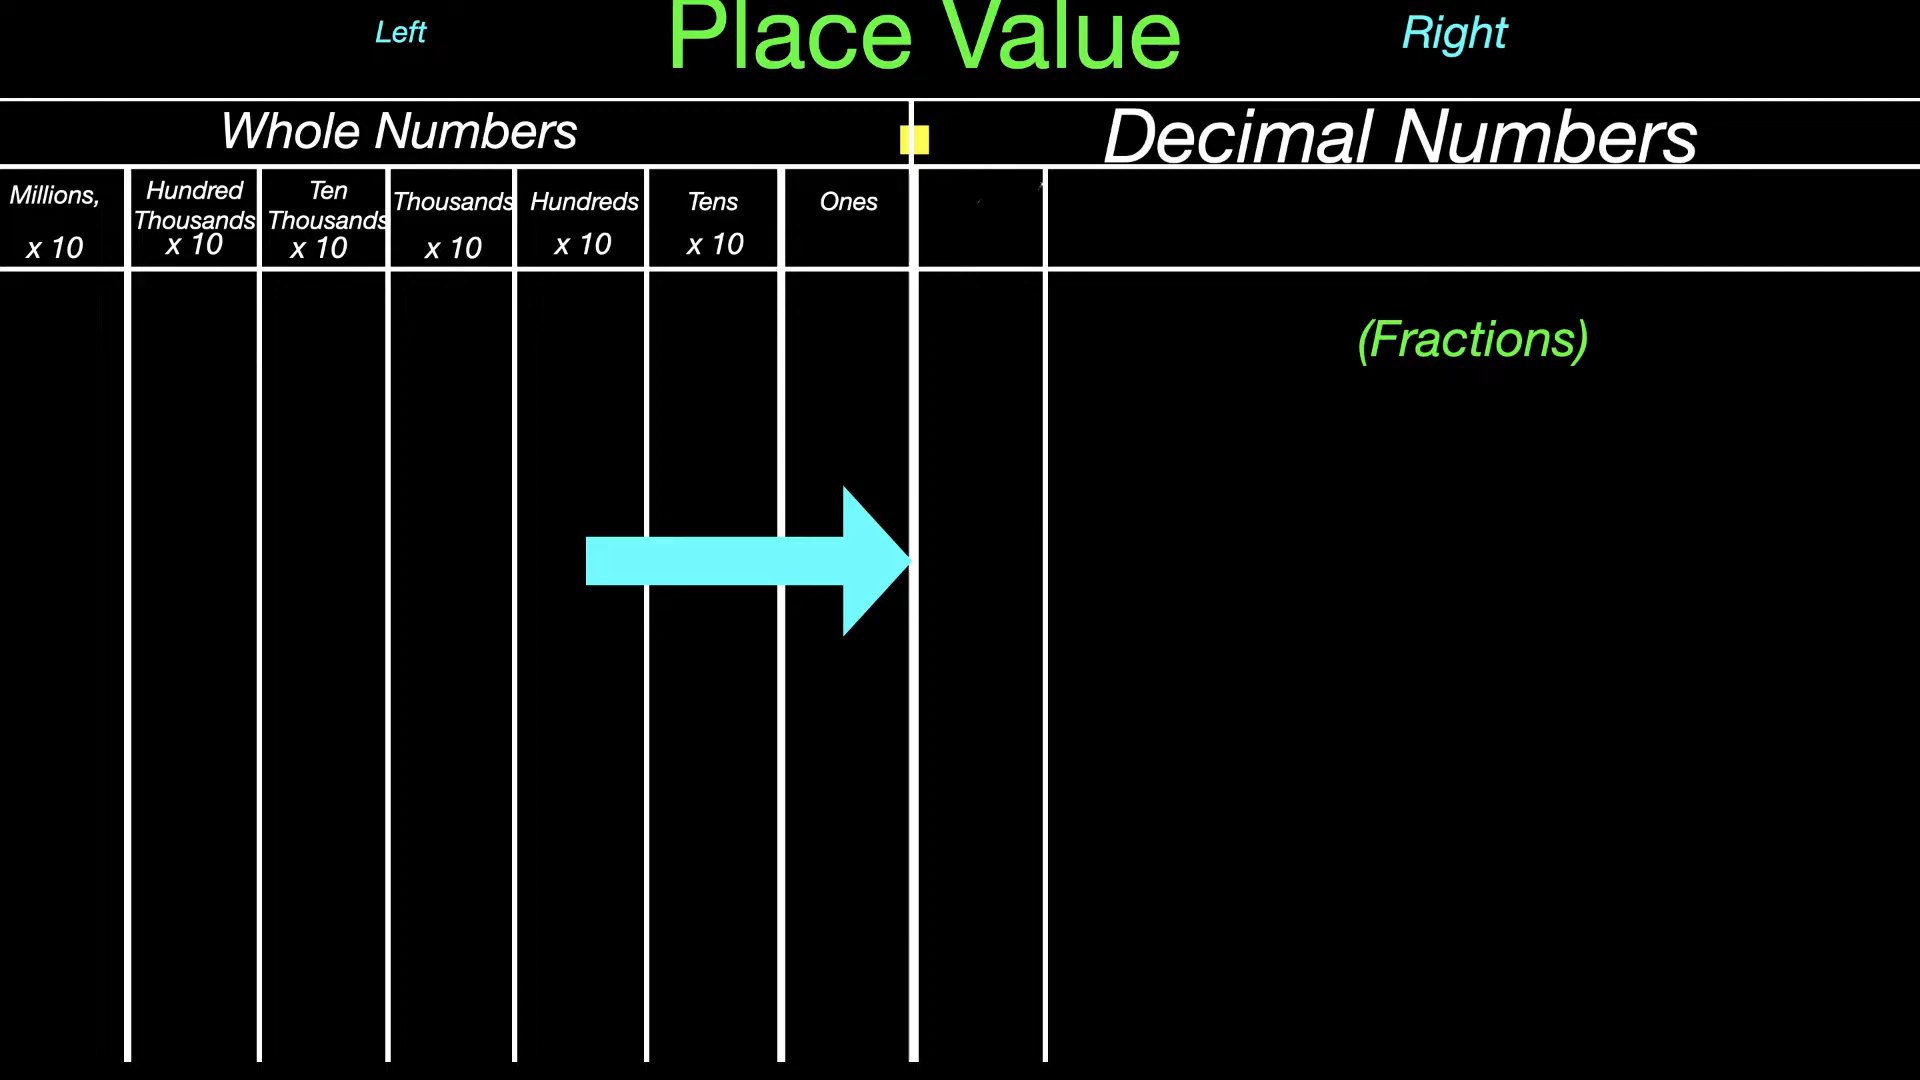 Left
Place Value
Right
Whole Numbers
Decimal Numbers
Millions,
x 10
Hundred
Thousands
x 10
Ten
Thousands
x 10
Thousands
x 10
Hundreds
x 10
Tens
x 10
Ones
(Fractions)